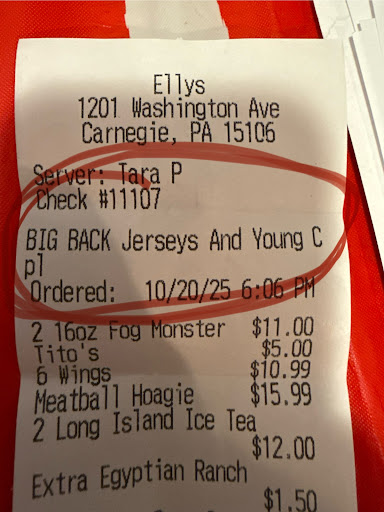 Ellys
1201 Washington Ave
Carnegie, PA 15106
Server: Tara P
Check #11107
BIG BACK Jerseys And Young C
pl
Ordered: 10/20/25 6:06 PM
2 16oz Fog Monster $11.00
Tito's $5.00
6 Wings $10.99
Meatball Hoagie $15.99
2 Long Island Ice Tea
$12.00
Extra Egyptian Ranch
$1.50